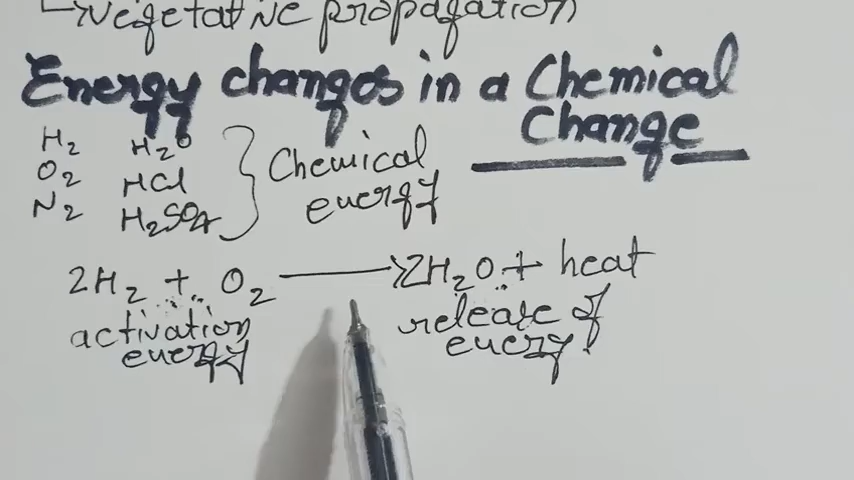 ↳Vegetative propagation
Energy changes in a Chemical
Change
H₂ H₂O
O₂ HCl
N₂ H₂SO₄
} Chemical
energy
2H₂ + O₂ ⟶ 2H₂O + heat
activation
energy
release of
energy.